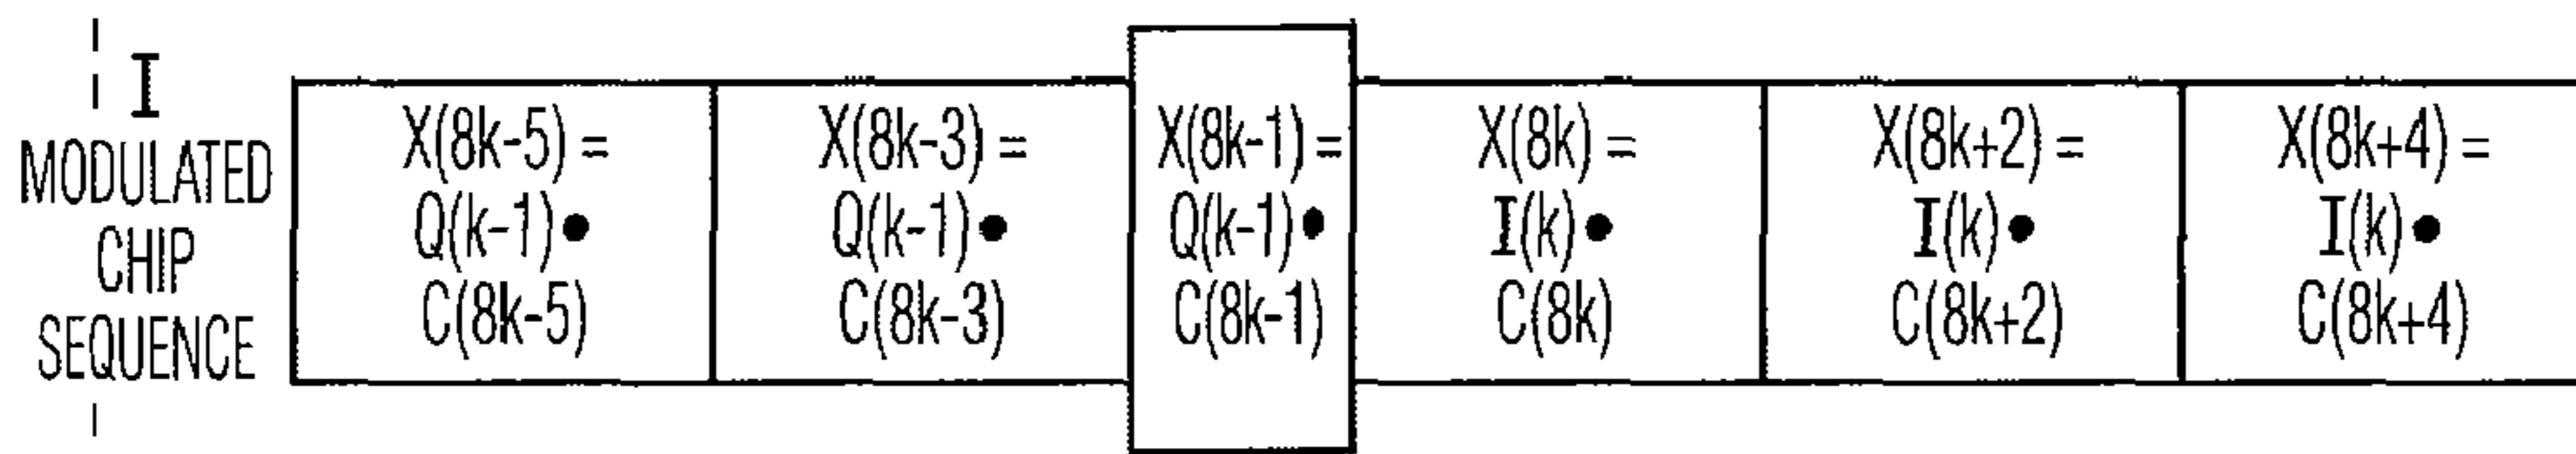 I
MODULATED
CHIP
SEQUENCE
X(8k-5) =
Q(k-1)●
C(8k-5)
X(8k-3) =
Q(k-1)●
C(8k-3)
X(8k-1) =
Q(k-1)●
C(8k-1)
X(8k) =
I(k)●
C(8k)
X(8k+2) =
I(k)●
C(8k+2)
X(8k+4) =
I(k)●
C(8k+4)